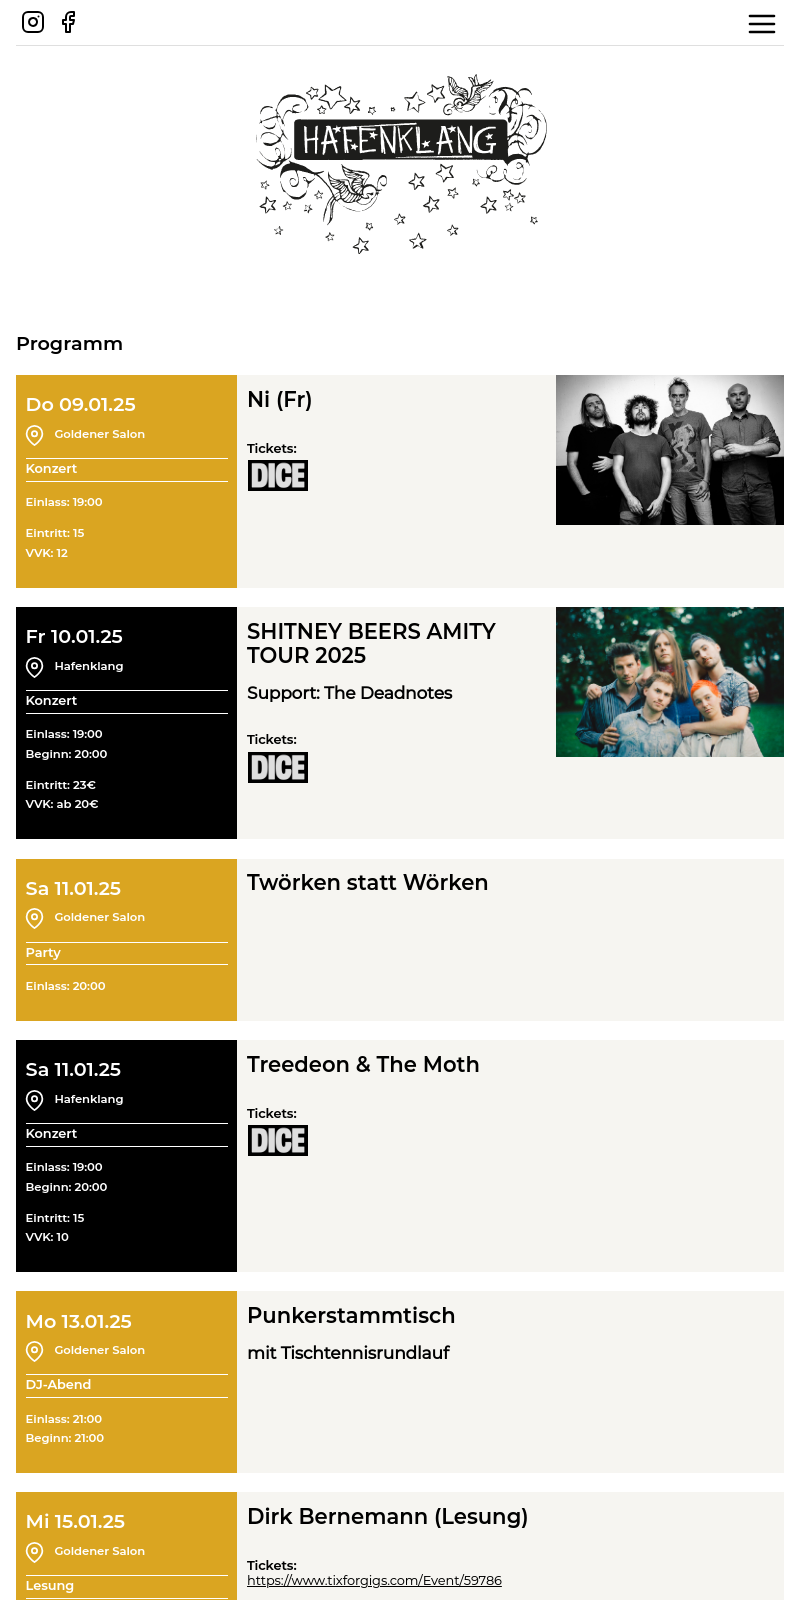 HAFENKLANG
Programm
Do 09.01.25
Goldener Salon
Konzert
Einlass: 19:00
Eintritt: 15
VVK: 12
Ni (Fr)
Tickets:
DICE
Fr 10.01.25
Hafenklang
Konzert
Einlass: 19:00
Beginn: 20:00
Eintritt: 23€
VVK: ab 20€
SHITNEY BEERS AMITY
TOUR 2025
Support: The Deadnotes
Tickets:
DICE
Sa 11.01.25
Goldener Salon
Party
Einlass: 20:00
Twörken statt Wörken
Sa 11.01.25
Hafenklang
Konzert
Einlass: 19:00
Beginn: 20:00
Eintritt: 15
VVK: 10
Treedeon & The Moth
Tickets:
DICE
Mo 13.01.25
Goldener Salon
DJ-Abend
Einlass: 21:00
Beginn: 21:00
Punkerstammtisch
mit Tischtennisrundlauf
Mi 15.01.25
Goldener Salon
Lesung
Dirk Bernemann (Lesung)
Tickets:
https://www.tixforgigs.com/Event/59786